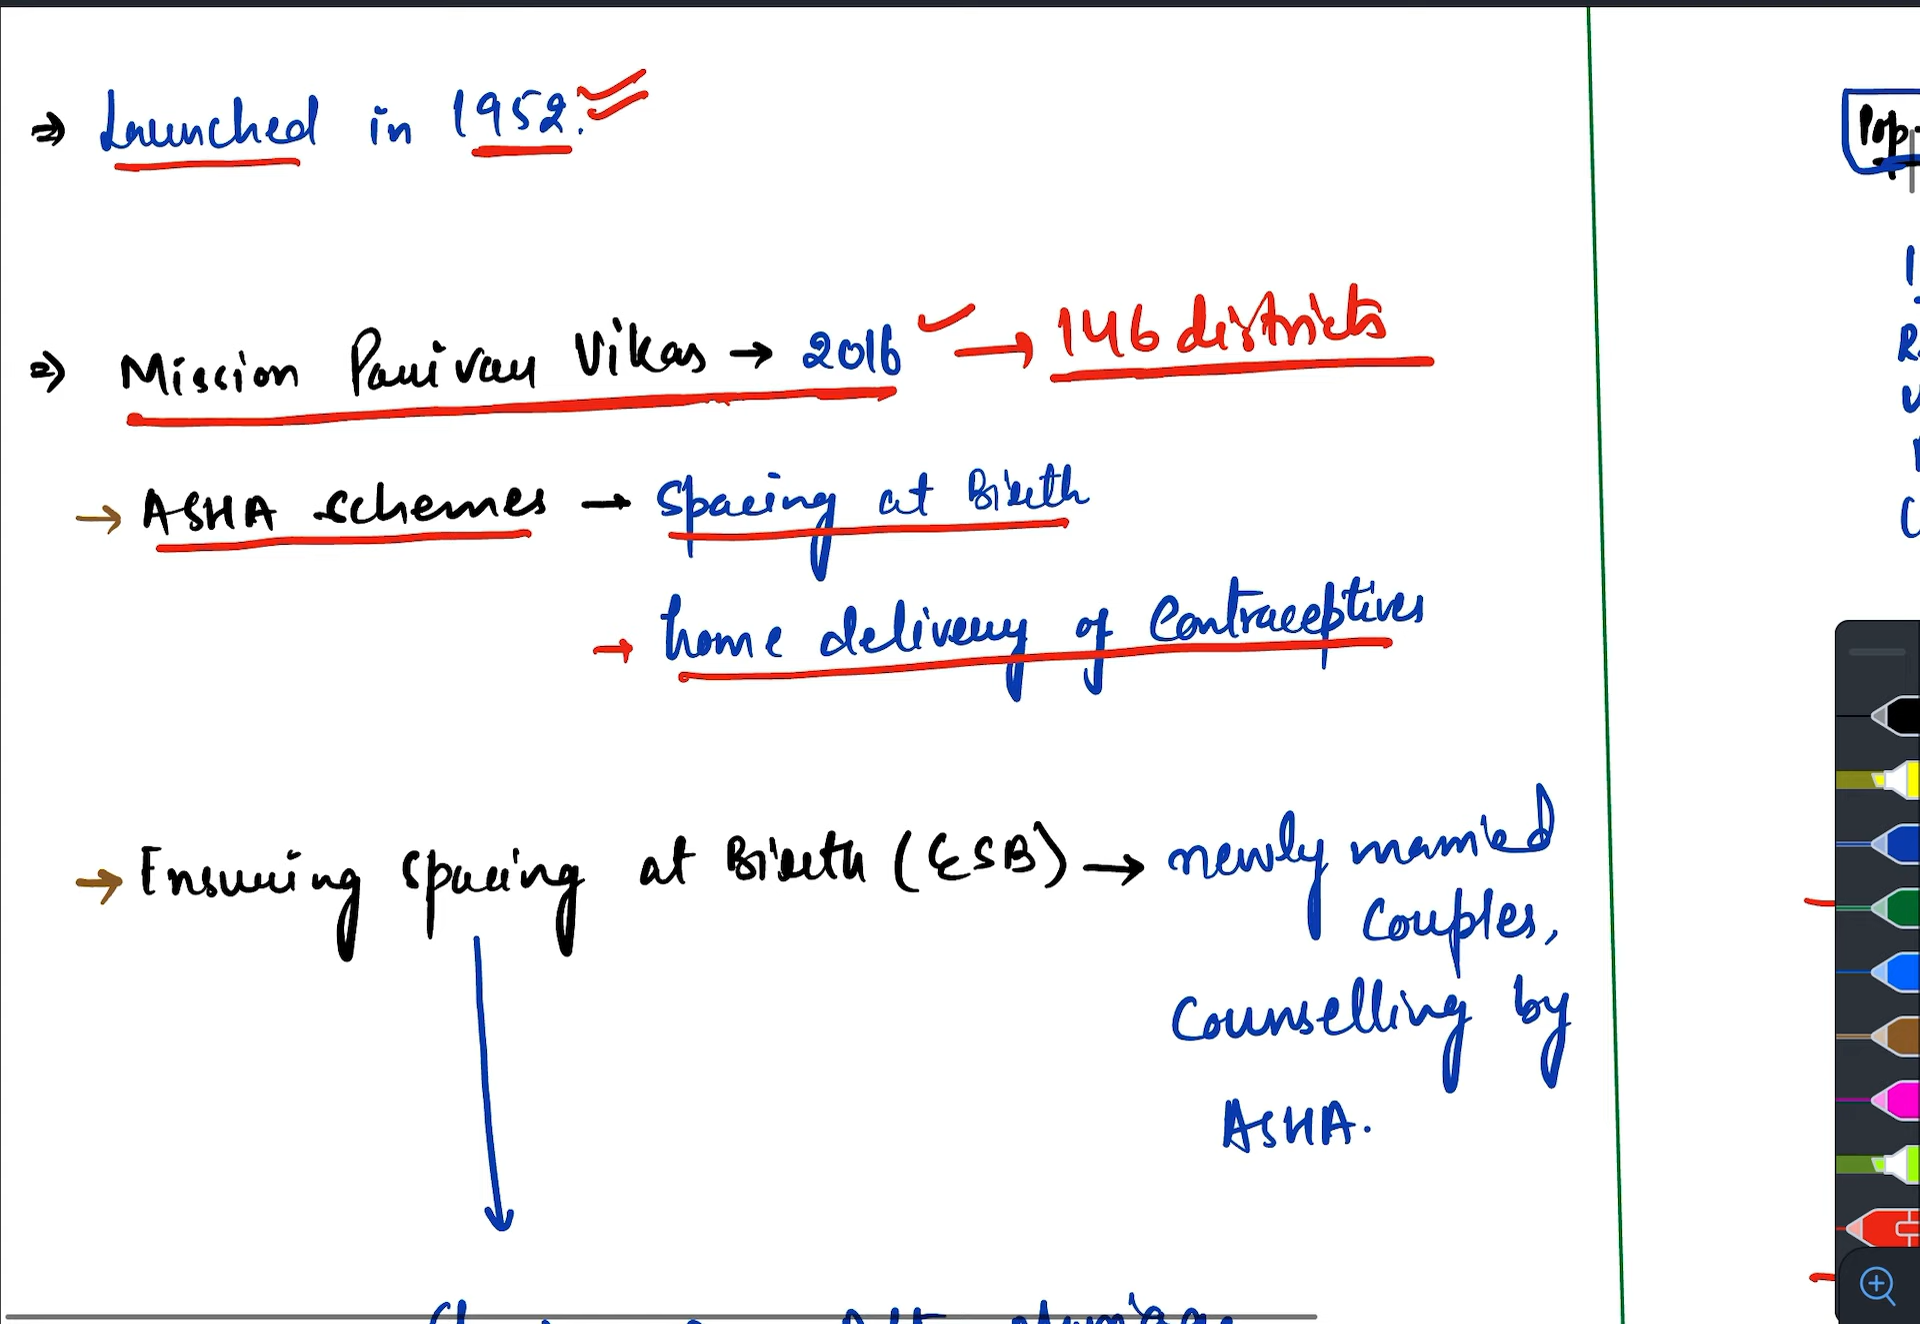 ⇒ Launched in 1952.
⇒ Mission Parivar Vikas → 2016 → 146 districts
→ ASHA schemes → Spacing at Birth
→ home delivery of Contraceptives
→ Ensuring spacing at Birth (ESB) → newly married
Couples,
Counselling by
ASHA.
Pop